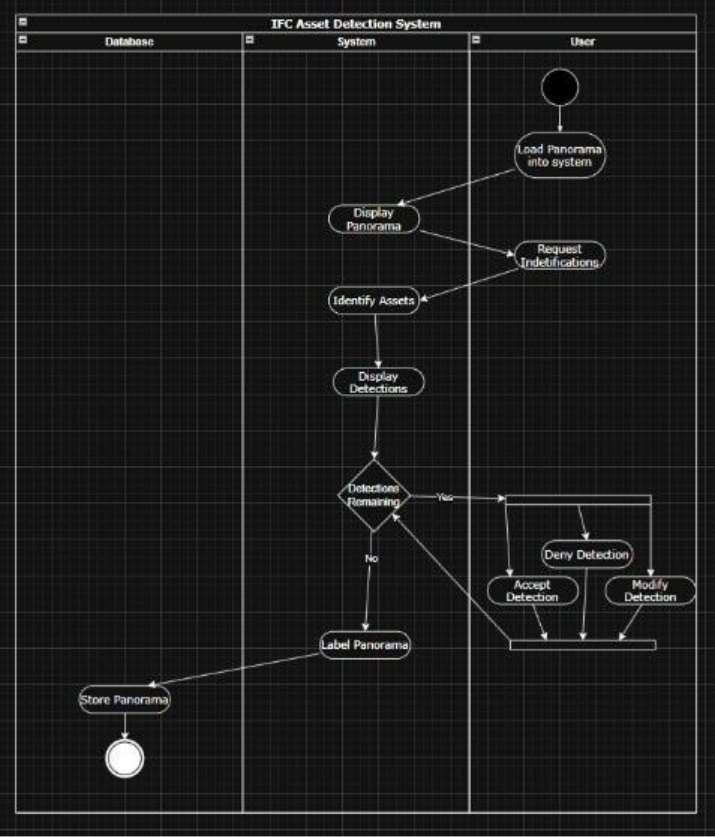 IFC Asset Detection System
Database
System
User
Load Panorama
into system
Display
Panorama
Request
Indetifications
Identify Assets
Display
Detections
Detections
Remaining
Yes
Deny Detection
Accept
Detection
Modify
Detection
No
Label Panorama
Store Panorama